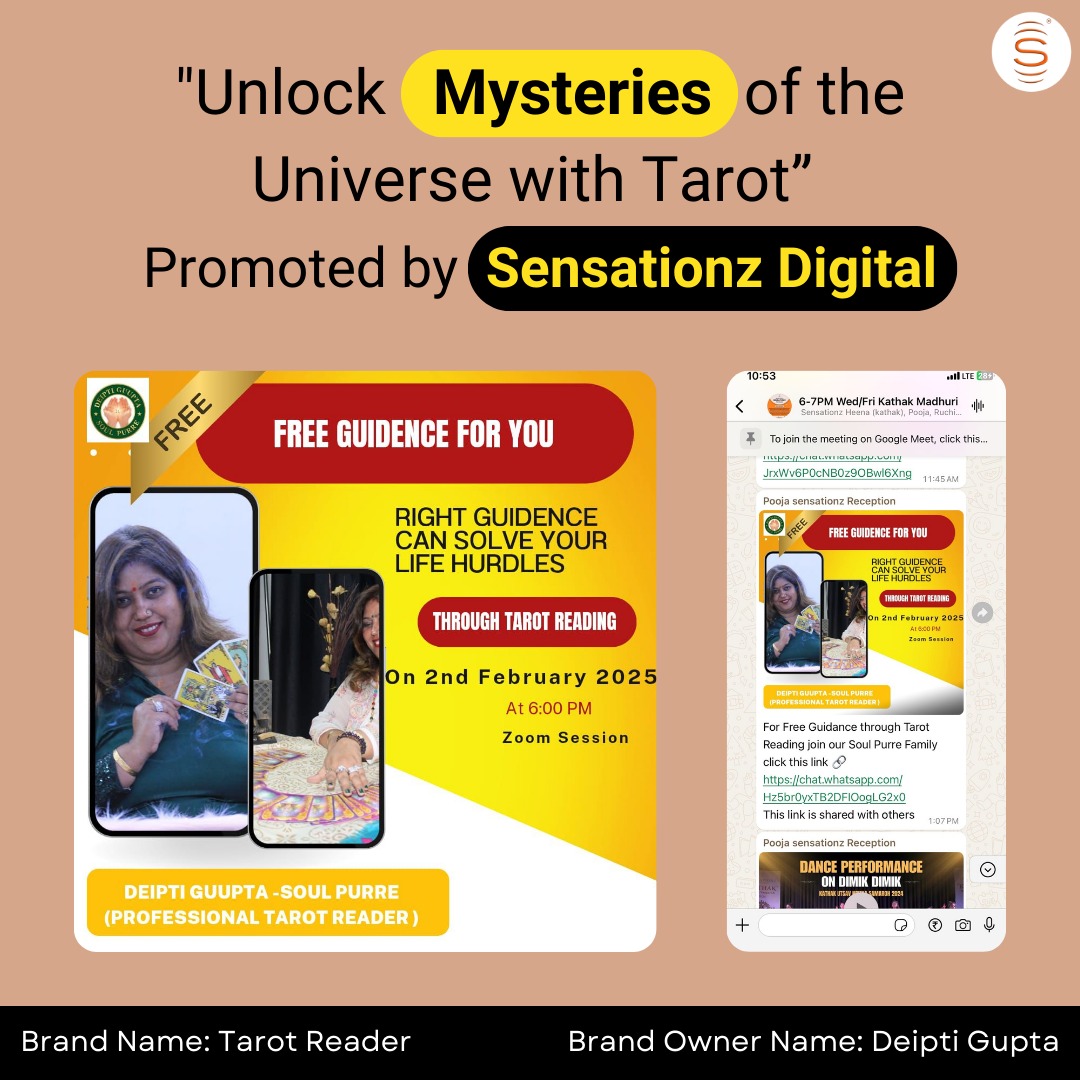 "Unlock Mysteries of the
Universe with Tarot”
Promoted by Sensationz Digital
S
DEIPTI GUUPTA
SOUL PURRE
FREE
FREE GUIDENCE FOR YOU
RIGHT GUIDENCE
CAN SOLVE YOUR
LIFE HURDLES
THROUGH TAROT READING
On 2nd February 2025
At 6:00 PM
Zoom Session
DEIPTI GUUPTA -SOUL PURRE
(PROFESSIONAL TAROT READER )
10:53
LTE 28
6-7PM Wed/Fri Kathak Madhuri
Sensationz Heena (kathak), Pooja, Ruchi...
To join the meeting on Google Meet, click this...
https://chat.whatsapp.com/
JrxWv6P0cNB0z9OBwl6Xng
11:45 AM
Pooja sensationz Reception
FREE
FREE GUIDENCE FOR YOU
RIGHT GUIDENCE
CAN SOLVE YOUR
LIFE HURDLES
THROUGH TAROT READING
On 2nd February 2025
At 6:00 PM
Zoom Session
DEIPTI GUUPTA -SOUL PURRE
(PROFESSIONAL TAROT READER )
For Free Guidance through Tarot
Reading join our Soul Purre Family
click this link 🔗
https://chat.whatsapp.com/
Hz5br0yxTB2DFIOogLG2x0
This link is shared with others
1:07 PM
Pooja sensationz Reception
DANCE PERFORMANCE
ON DIMIK DIMIK
Brand Name: Tarot Reader
Brand Owner Name: Deipti Gupta